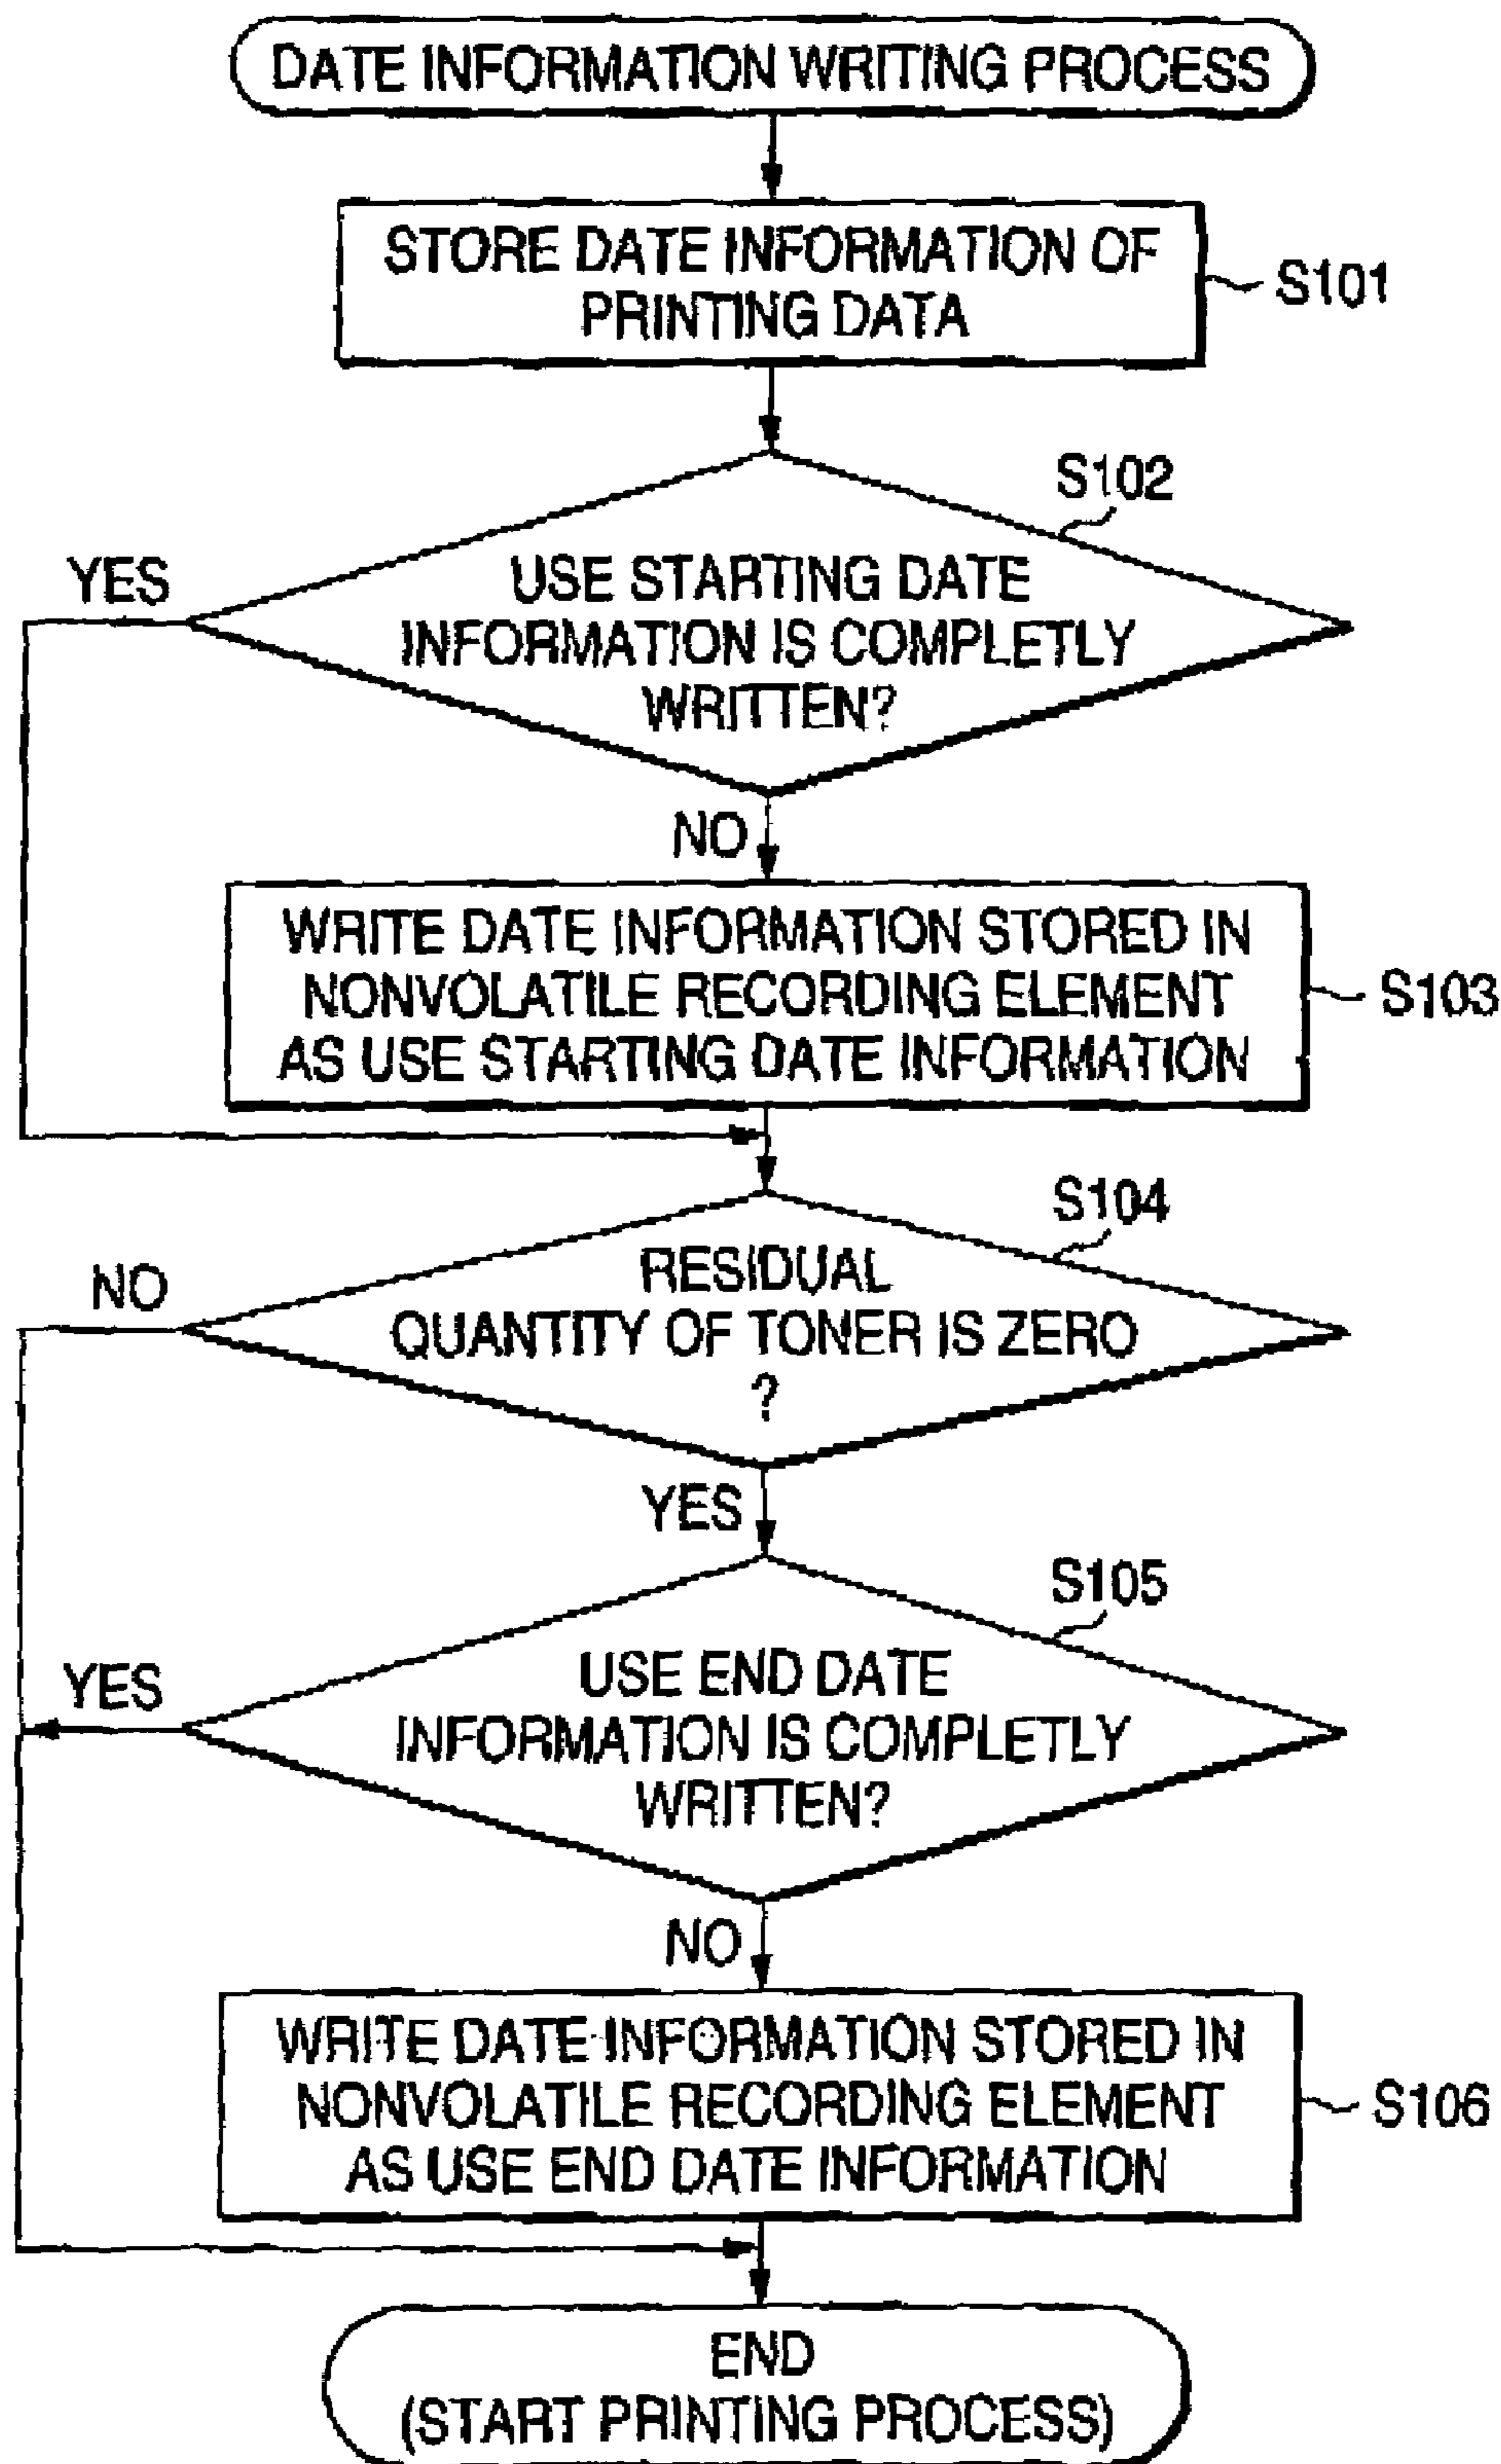 DATE INFORMATION WRITING PROCESS
STORE DATE INFORMATION OF
PRINTING DATA
S101
S102
YES
USE STARTING DATE
INFORMATION IS COMPLETLY
WRITTEN?
NO
WRITE DATE INFORMATION STORED IN
NONVOLATILE RECORDING ELEMENT
AS USE STARTING DATE INFORMATION
S103
S104
NO
RESIDUAL
QUANTITY OF TONER IS ZERO
?
YES
S105
YES
USE END DATE
INFORMATION IS COMPLETLY
WRITTEN?
NO
WRITE DATE INFORMATION STORED IN
NONVOLATILE RECORDING ELEMENT
AS USE END DATE INFORMATION
S106
END
(START PRINTING PROCESS)